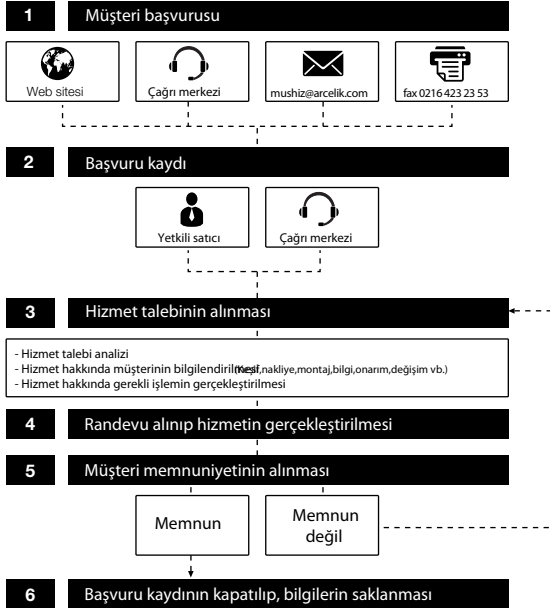 1 Müşteri başvurusu
Web sitesi
Çağrı merkezi
mushiz@arcelik.com
fax 0216 423 23 53
2 Başvuru kaydı
Yetkili satıcı
Çağrı merkezi
3 Hizmet talebinin alınması
- Hizmet talebi analizi
- Hizmet hakkında müşterinin bilgilendirilmesi(Keşif,nakliye,montaj,bilgi,onarım,değişim vb.)
- Hizmet hakkında gerekli işlemin gerçekleştirilmesi
4 Randevu alınıp hizmetin gerçekleştirilmesi
5 Müşteri memnuniyetinin alınması
Memnun
Memnun
değil
6 Başvuru kaydının kapatılıp, bilgilerin saklanması